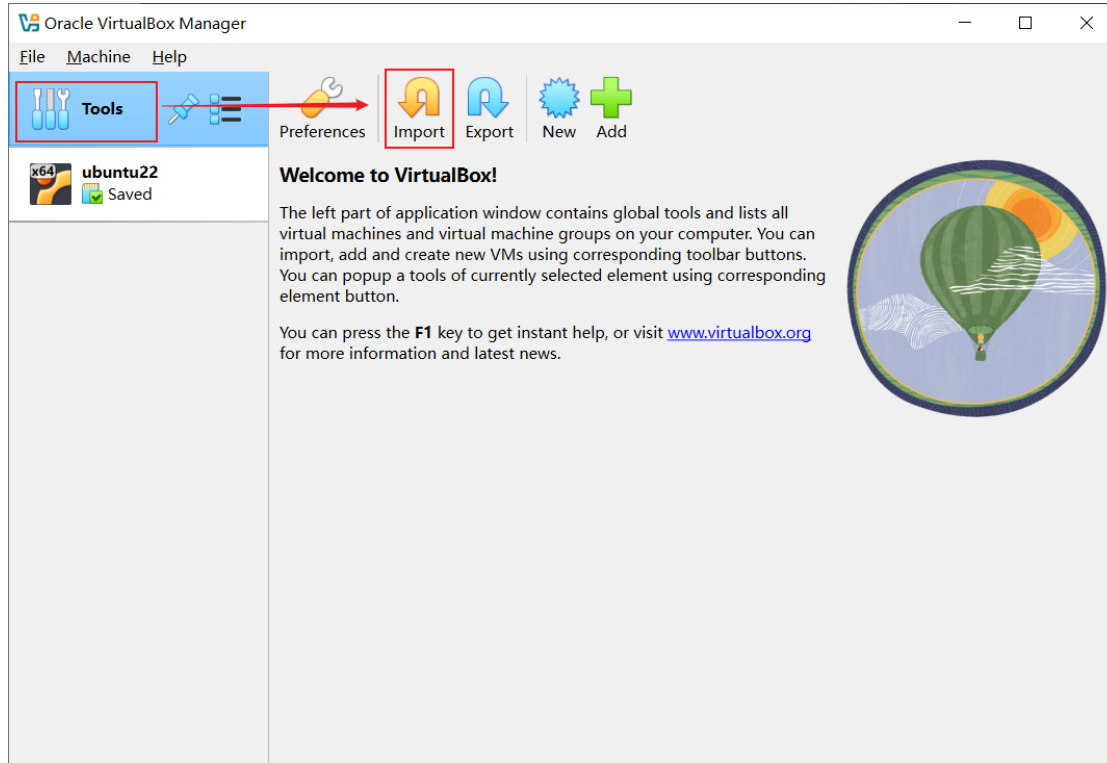 Oracle VirtualBox Manager
File Machine Help
Tools
Preferences Import Export New Add
x64
ubuntu22
Saved
Welcome to VirtualBox!
The left part of application window contains global tools and lists all
virtual machines and virtual machine groups on your computer. You can
import, add and create new VMs using corresponding toolbar buttons.
You can popup a tools of currently selected element using corresponding
element button.
You can press the F1 key to get instant help, or visit www.virtualbox.org
for more information and latest news.